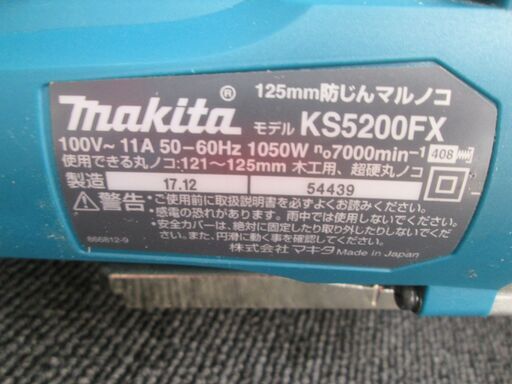 makita® 125mm防じんマルノコ
モデル KS5200FX
100V~ 11A 50-60Hz 1050W n₀7000min-1 408
使用できる丸ノコ:121~125mm 木工用、超硬丸ノコ
製造 17.12 54439
⚠警告 ・ご使用前に取扱説明書を必ずよくお読みください。
・感電の恐れがあります。雨中では使用しないでください。
・安全カバーは、絶対に固定したり取り外したりしないでください。
また、円滑に動く事を確認してください。
866812-9 株式会社マキタ Made in Japan